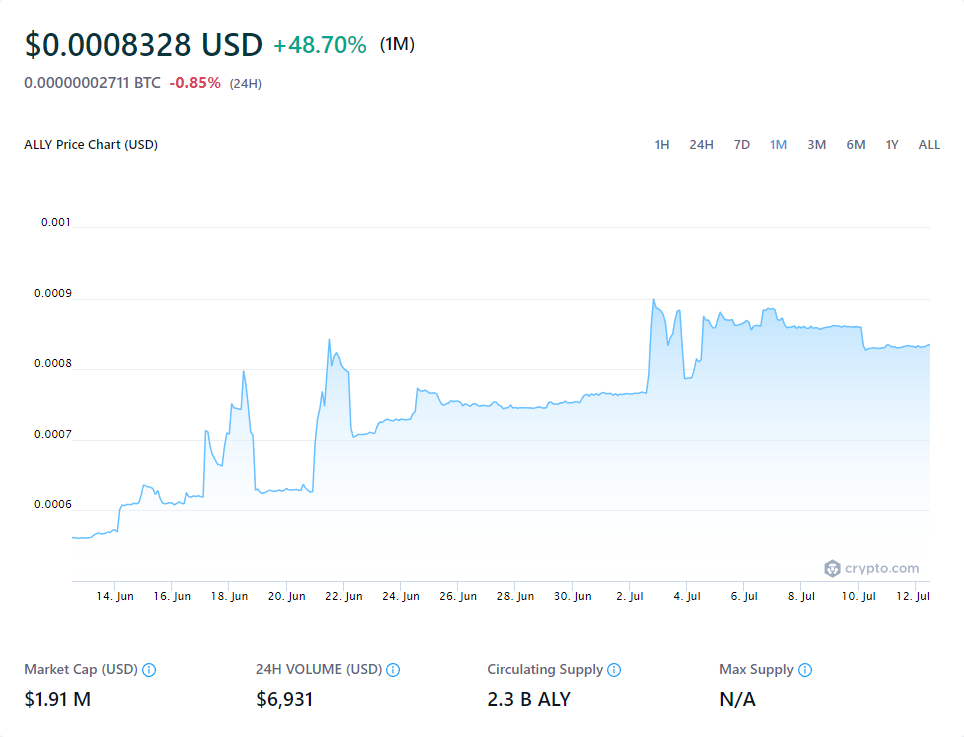 $0.0008328 USD +48.70% (1M)
0.00000002711 BTC -0.85% (24H)
ALLY Price Chart (USD) 1H 24H 7D 1M 3M 6M 1Y ALL
0.001
0.0009
0.0008
0.0007
0.0006
crypto.com
14. Jun 16. Jun 18. Jun 20. Jun 22. Jun 24. Jun 26. Jun 28. Jun 30. Jun 2. Jul 4. Jul 6. Jul 8. Jul 10. Jul 12. Jul
Market Cap (USD) 24H VOLUME (USD) Circulating Supply Max Supply
$1.91 M $6,931 2.3 B ALY N/A